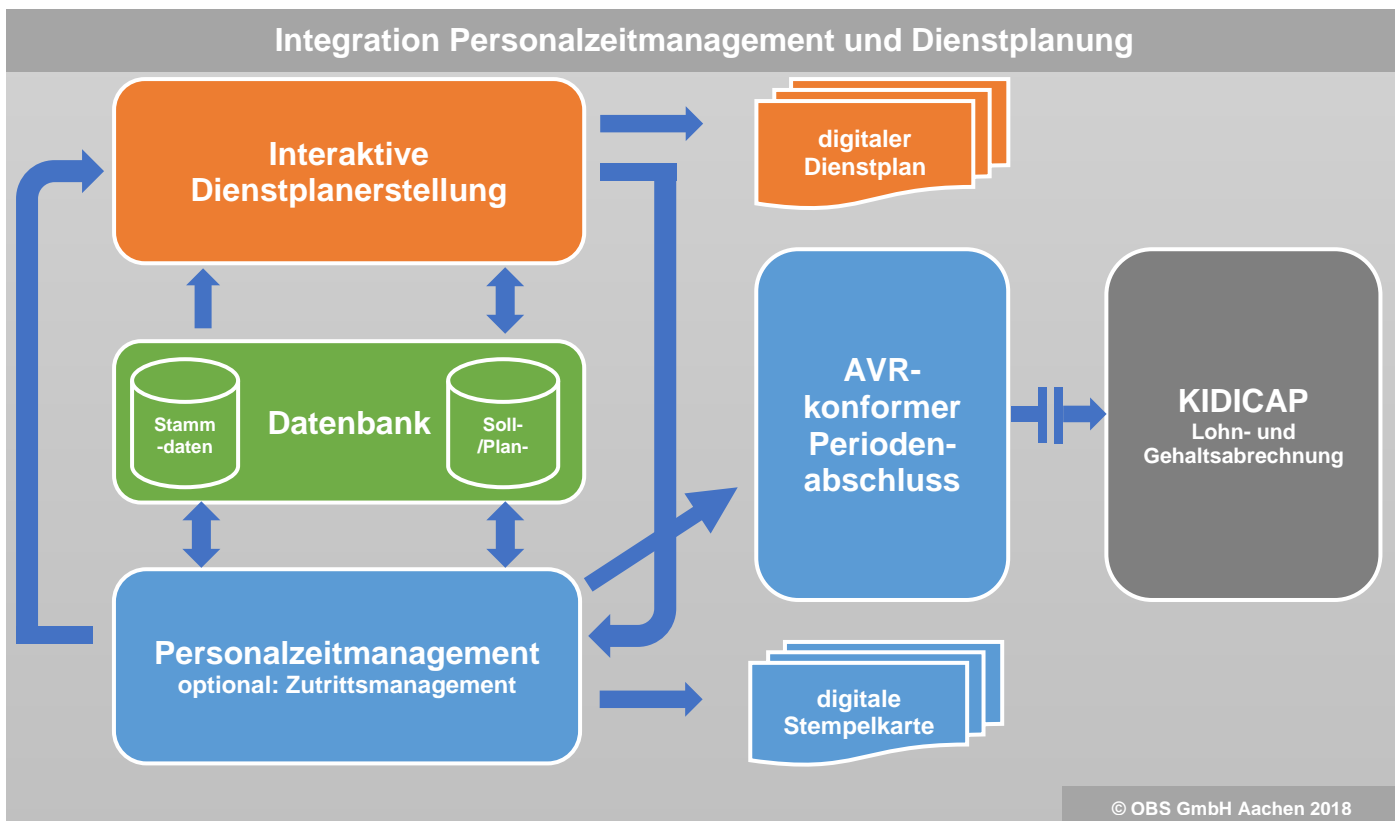 Integration Personalzeitmanagement und Dienstplanung
Interaktive
Dienstplanerstellung
digitaler
Dienstplan
Stamm
-daten
Datenbank
Soll-
/Plan-
AVR-
konformer
Perioden-
abschluss
KIDICAP
Lohn- und
Gehaltsabrechnung
Personalzeitmanagement
optional: Zutrittsmanagement
digitale
Stempelkarte
© OBS GmbH Aachen 2018